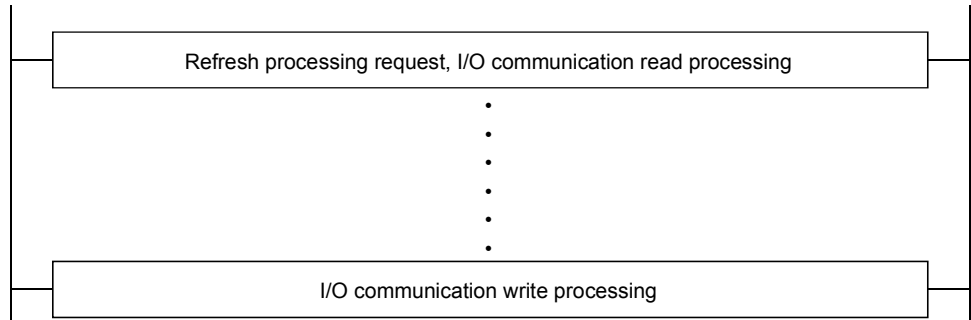 Refresh processing request, I/O communication read processing
I/O communication write processing